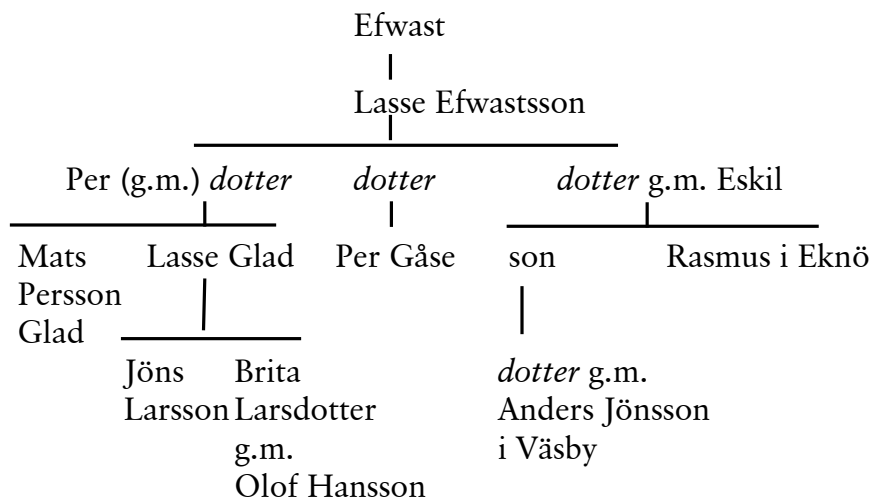 Efwast
Lasse Efwastsson
Per (g.m.) dotter dotter dotter g.m. Eskil
Mats Lasse Glad Per Gåse son Rasmus i Eknö
Persson
Glad
Jöns Brita dotter g.m.
Larsson Larsdotter Anders Jönsson
g.m. i Väsby
Olof Hansson